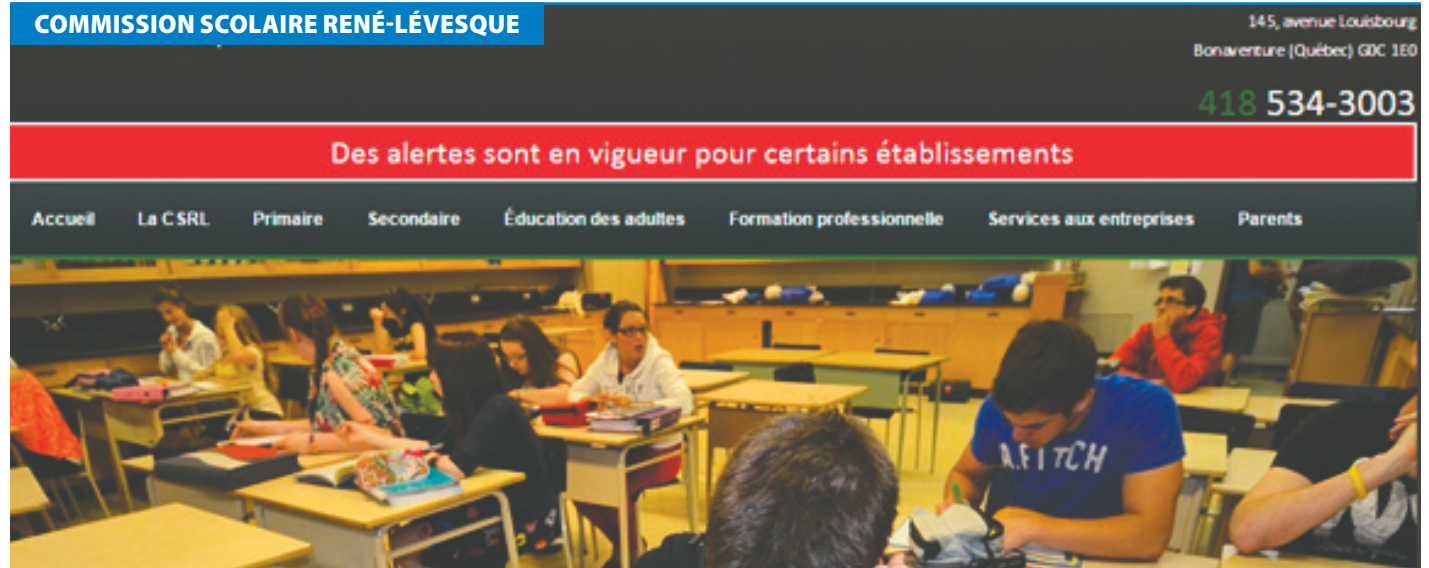 COMMISSION SCOLAIRE RENÉ-LÉVESQUE
145, avenue Louisbourg
Bonaventure (Québec) G0C 1E0
418 534-3003
Des alertes sont en vigueur pour certains établissements
Accueil La CSRL Primaire Secondaire Éducation des adultes Formation professionnelle Services aux entreprises Parents
A.FITCH